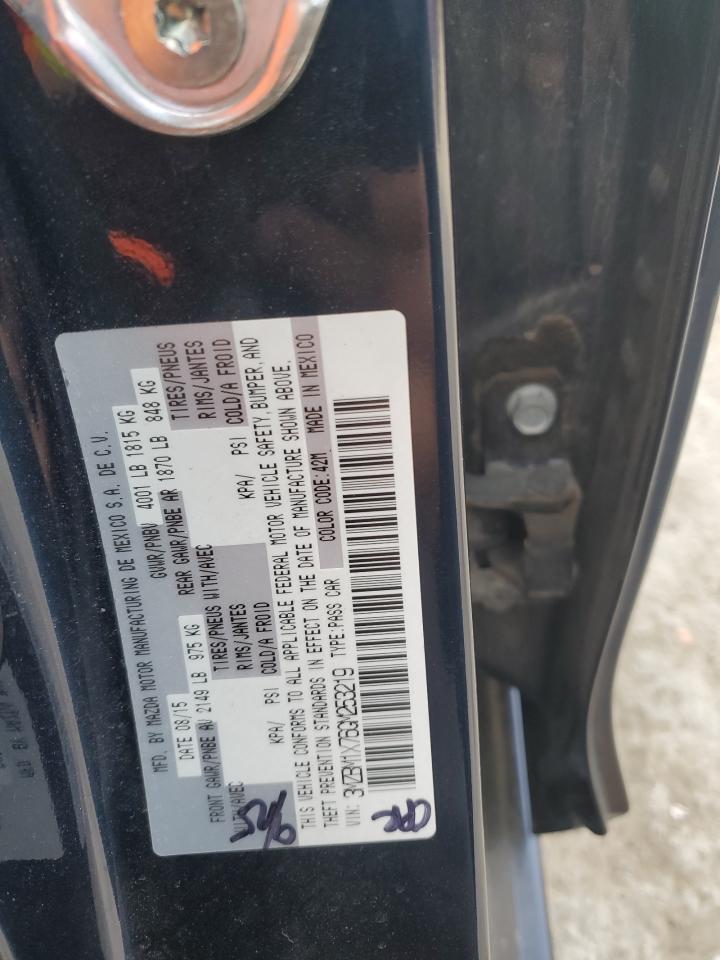 MFD. BY MAZDA MOTOR MANUFACTURING DE MEXICO S.A. DE C.V.
DATE 08/15 GVWR/PNBV 4001 LB 1815 KG
FRONT GAWR/PNBE AV 2149 LB 975 KG REAR GAWR/PNBE AR 1870 LB 848 KG
WITH/AVEC TIRES/PNEUS WITH/AVEC TIRES/PNEUS
RIMS/JANTES RIMS/JANTES
KPA/ PSI COLD/A FROID KPA/ PSI COLD/A FROID
THIS VEHICLE CONFORMS TO ALL APPLICABLE FEDERAL MOTOR VEHICLE SAFETY, BUMPER, AND
THEFT PREVENTION STANDARDS IN EFFECT ON THE DATE OF MANUFACTURE SHOWN ABOVE.
VIN: 3MZBM1X76GM253219 TYPE:PASS CAR COLOR CODE:42M MADE IN MEXICO